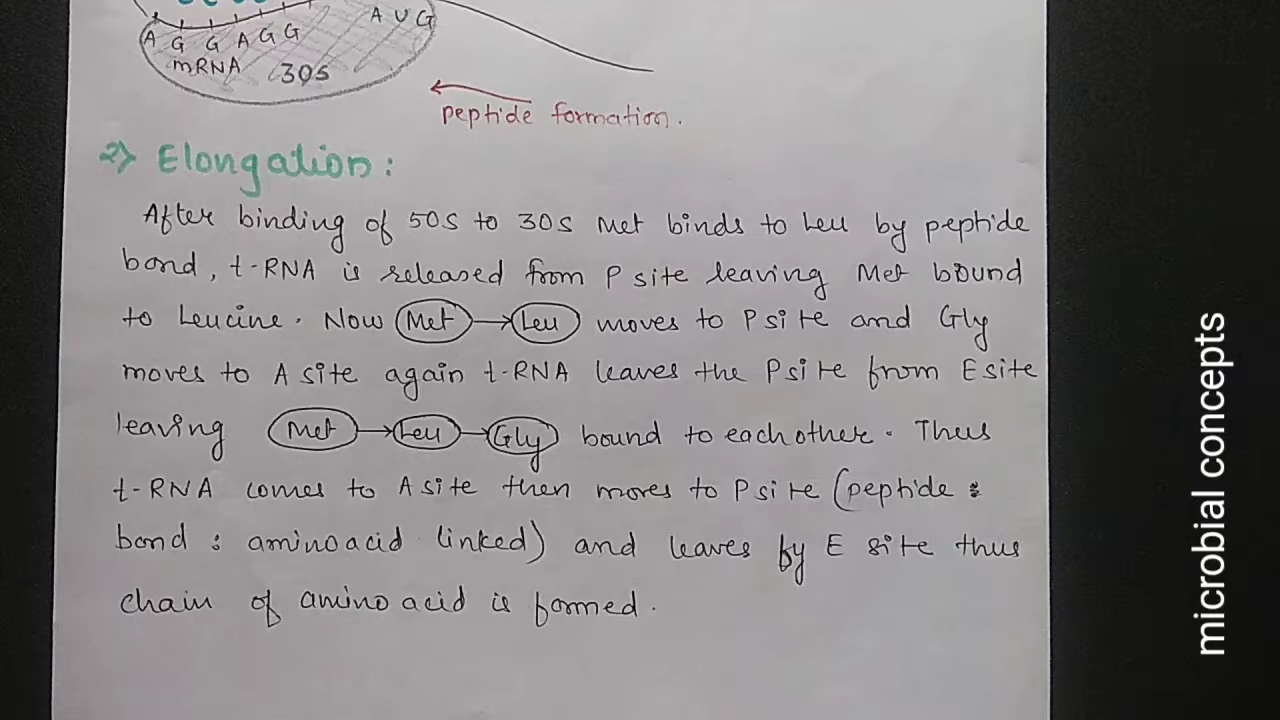 A G G A G G
A U G
mRNA 30S
peptide formation.
2) Elongation:
After binding of 50S to 30S Met binds to Leu by peptide
bond, t-RNA is released from P site leaving Met bound
to Leucine. Now Met → Leu moves to P site and Gly
moves to A site again t-RNA leaves the P site from E site
leaving Met → Leu → Gly bound to each other. Thus
t-RNA comes to A site then moves to P site (peptide :
bond : aminoacid linked) and leaves by E site thus
chain of amino acid is formed.
microbial concepts